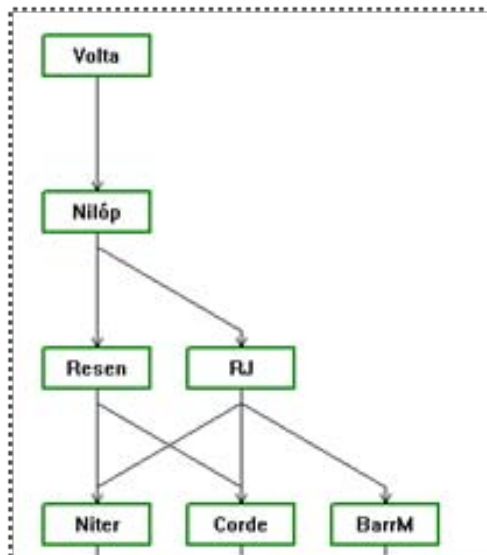 Volta
Nilóp
Resen
RJ
Niter
Corde
BarrM